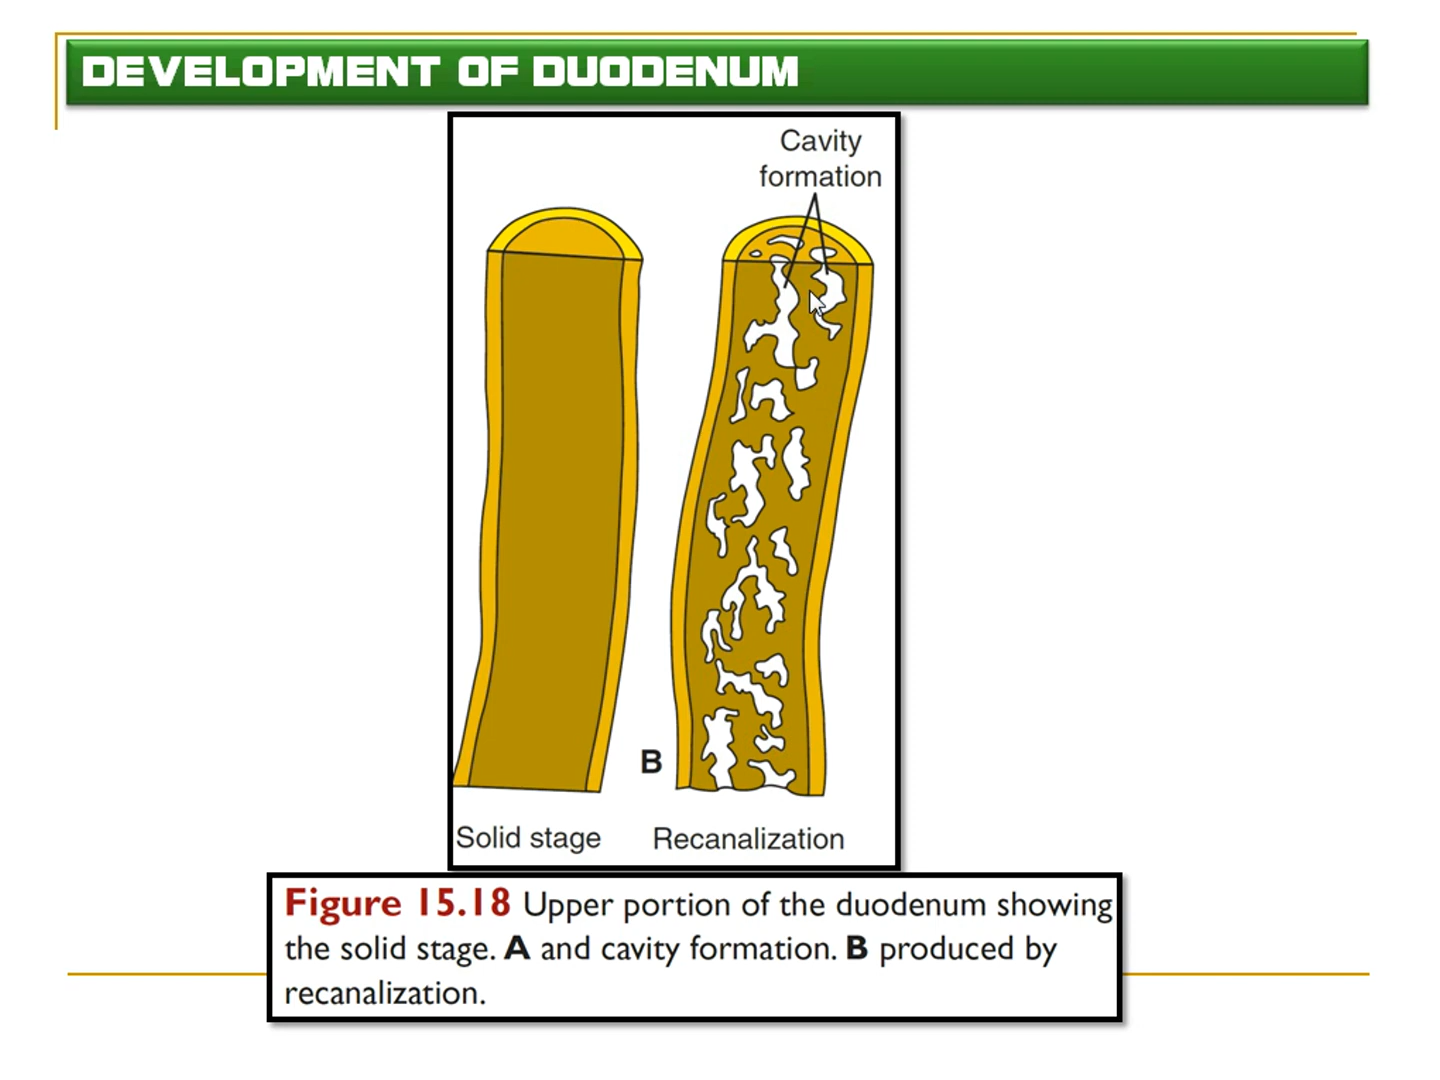 DEVELOPMENT OF DUODENUM
Cavity
formation
B
Solid stage
Recanalization
Figure 15.18 Upper portion of the duodenum showing
the solid stage. A and cavity formation. B produced by
recanalization.